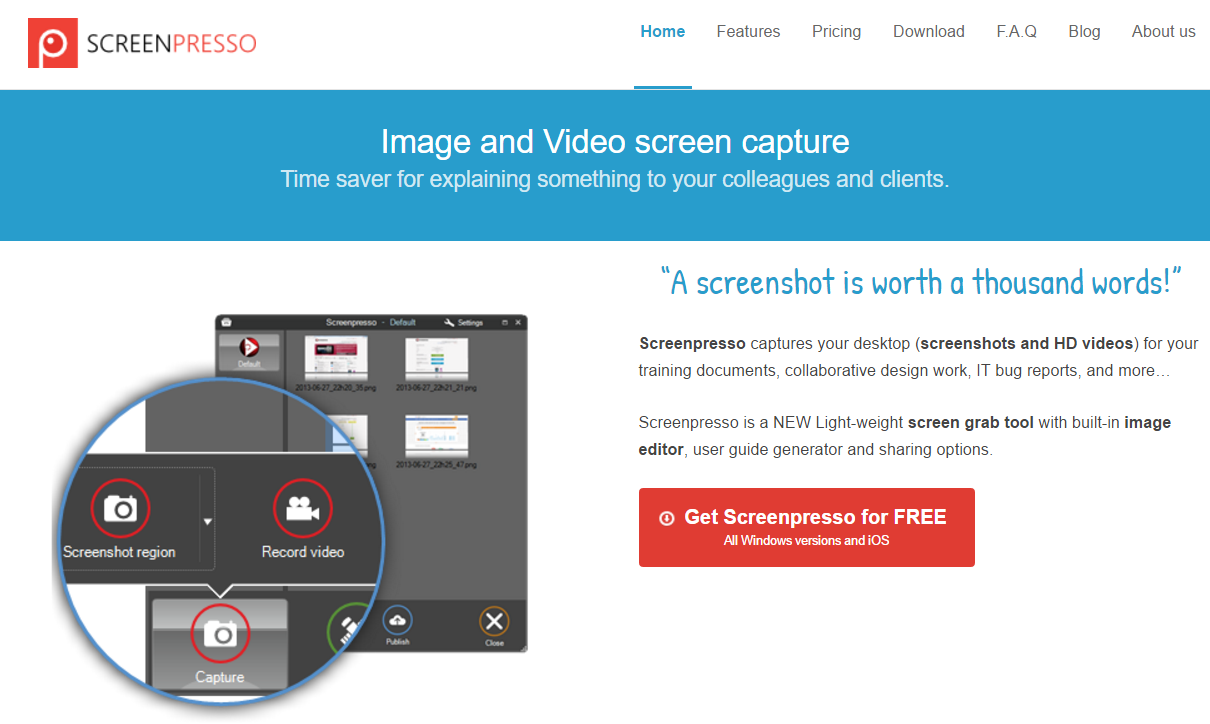 SCREENPRESSO
Home Features Pricing Download F.A.Q Blog About us
Image and Video screen capture
Time saver for explaining something to your colleagues and clients.
“A screenshot is worth a thousand words!”
Screenpresso captures your desktop (screenshots and HD videos) for your
training documents, collaborative design work, IT bug reports, and more…
Screenpresso is a NEW Light-weight screen grab tool with built-in image
editor, user guide generator and sharing options.
Get Screenpresso for FREE
All Windows versions and iOS
Screenpresso - Default Settings
Default
2013-06-27_22h20_35.png 2013-06-27_22h21_21.png
2013-06-27_22h25_47.png
Screenshot region Record video
Capture
Publish
Close